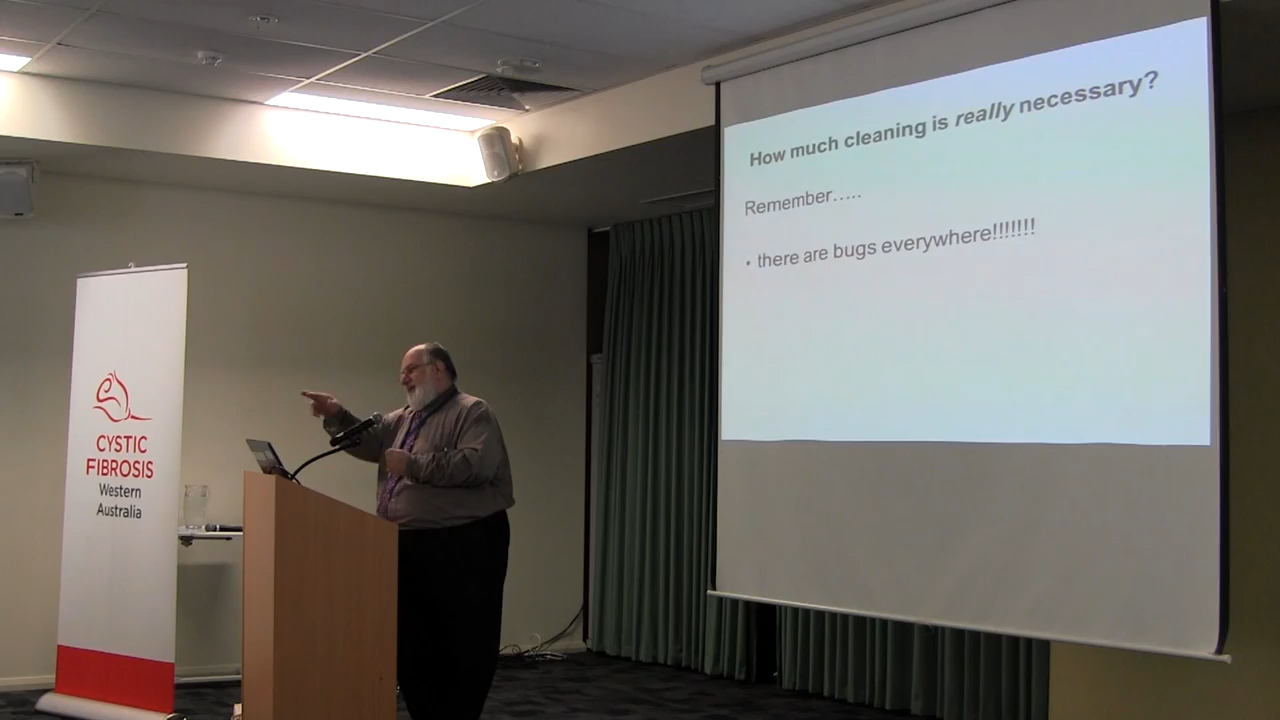 How much cleaning is really necessary?
Remember.....
• there are bugs everywhere!!!!!!!
CYSTIC
FIBROSIS
Western
Australia